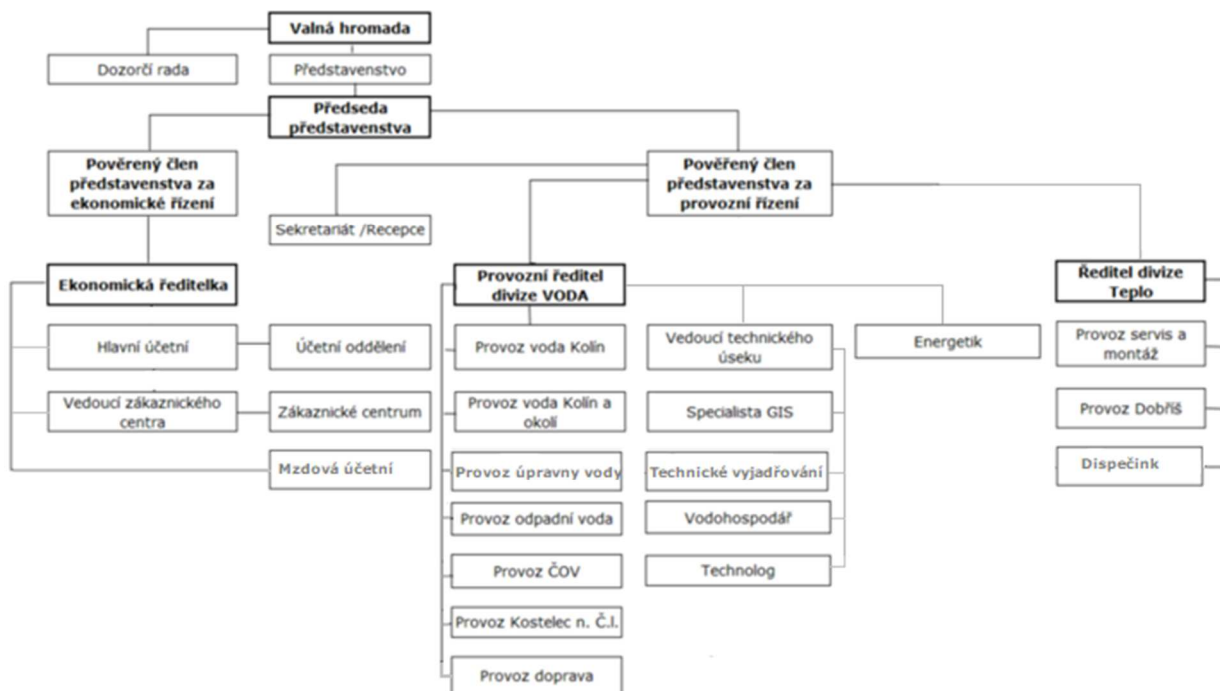 Valná hromada
Dozorčí rada
Představenstvo
Předseda
představenstva
Pověrený člen
představenstva za
ekonomické řízení
Pověřený člen
představenstva za
provozní řízení
Sekretariát /Recepce
Ekonomická ředitelka
Provozní ředitel
divize VODA
Ředitel divize
Teplo
Hlavní účetní
Účetní oddělení
Provoz voda Kolín
Vedoucí technického
úseku
Energetik
Provoz servis a
montáž
Vedoucí zákaznického
centra
Zákaznické centrum
Provoz voda Kolín a
okolí
Specialista GIS
Provoz Dobříš
Mzdová účetní
Provoz úpravny vody
Technické vyjadřování
Dispečink
Provoz odpadní voda
Vodohospodář
Provoz ČOV
Technolog
Provoz Kostelec n. Č.l.
Provoz doprava